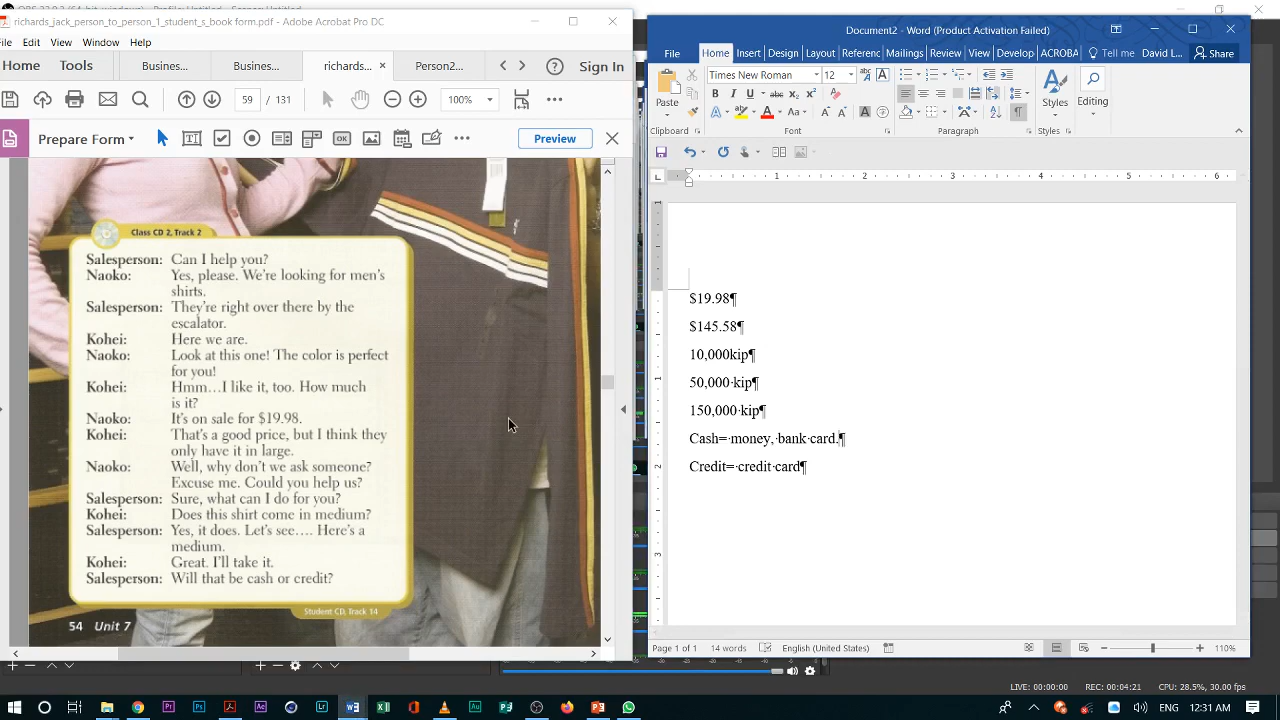 richards_jack_person_to_person_1_student_s_book form.pdf - Adobe Acrobat Pro DC
File Edit View Window Help
Home Tools Busines... Busines... richards... Person2... Sign In
59 / 131 100%
Prepare Form Preview
Class CD 2, Track 2
Salesperson: Can I help you?
Naoko: Yes, please. We're looking for men's
shirts.
Salesperson: They're right over there by the
escalator.
Kohei: Here we are.
Naoko: Look at this one! The color is perfect
for you!
Kohei: Hmm…I like it, too. How much
is it?
Naoko: It's on sale for $19.98.
Kohei: That's a good price, but I think they
only have it in large.
Naoko: Well, why don't we ask someone?
Excuse me. Could you help us?
Salesperson: Sure, what can I do for you?
Kohei: Does this shirt come in medium?
Salesperson: Yes, it does. Let's see…. Here's a
medium.
Kohei: Great. I'll take it.
Salesperson: Will that be cash or credit?
Student CD, Track 14
54 Unit 7
Document2 - Word (Product Activation Failed)
File Home Insert Design Layout Referenc Mailings Review View Develop ACROBA Tell me David L... Share
Times New Roman 12
Paste Styles Editing
Clipboard Font Paragraph Styles
1 2 3 4 5 6
$19.98¶
$145.58¶
10,000kip¶
50,000·kip¶
150,000·kip¶
Cash=·money,·bank·card.¶
Credit=·credit·card¶
Page 1 of 1 14 words English (United States) 110%
LIVE: 00:00:00 REC: 00:04:21 CPU: 28.5%, 30.00 fps
12:31 AM